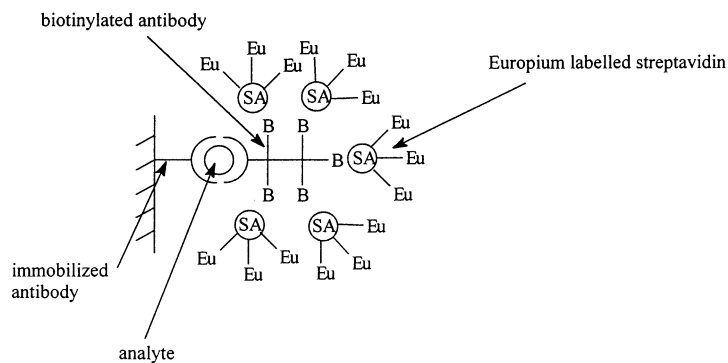 biotinylated antibody
Eu Eu Eu Eu Eu Eu
SA SA
Europium labelled streptavidin
B B
B SA Eu Eu Eu
B B
SA SA
Eu Eu Eu Eu Eu Eu
immobilized
antibody
analyte